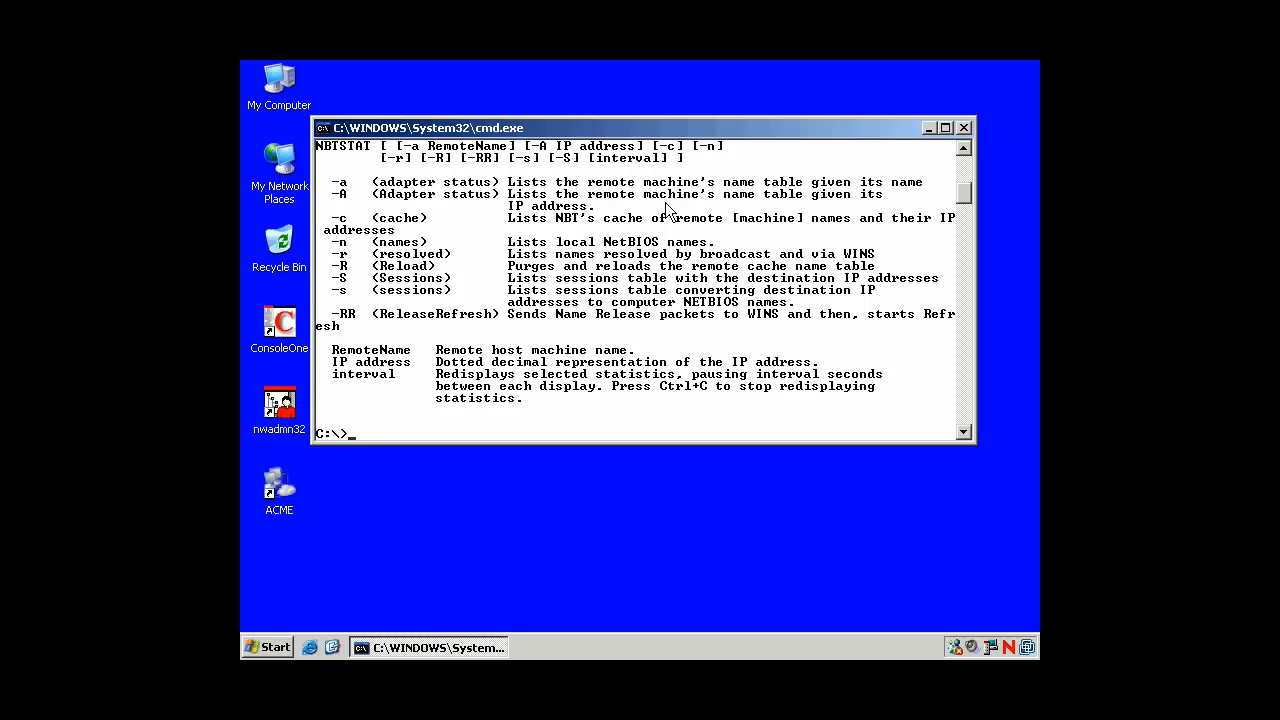 My Computer
C:\WINDOWS\System32\cmd.exe
NBTSTAT [ [-a RemoteName] [-A IP address] [-c] [-n]
[-r] [-R] [-RR] [-s] [-S] [interval] ]
-a (adapter status) Lists the remote machine's name table given its name
-A (Adapter status) Lists the remote machine's name table given its
IP address.
-c (cache) Lists NBT's cache of remote [machine] names and their IP
addresses
-n (names) Lists local NetBIOS names.
-r (resolved) Lists names resolved by broadcast and via WINS
-R (Reload) Purges and reloads the remote cache name table
-S (Sessions) Lists sessions table with the destination IP addresses
-s (sessions) Lists sessions table converting destination IP
addresses to computer NETBIOS names.
-RR (ReleaseRefresh) Sends Name Release packets to WINS and then, starts Refr
esh
RemoteName Remote host machine name.
IP address Dotted decimal representation of the IP address.
interval Redisplays selected statistics, pausing interval seconds
between each display. Press Ctrl+C to stop redisplaying
statistics.
C:\>_
My Network
Places
Recycle Bin
ConsoleOne
nwadmn32
ACME
Start
C:\WINDOWS\System...